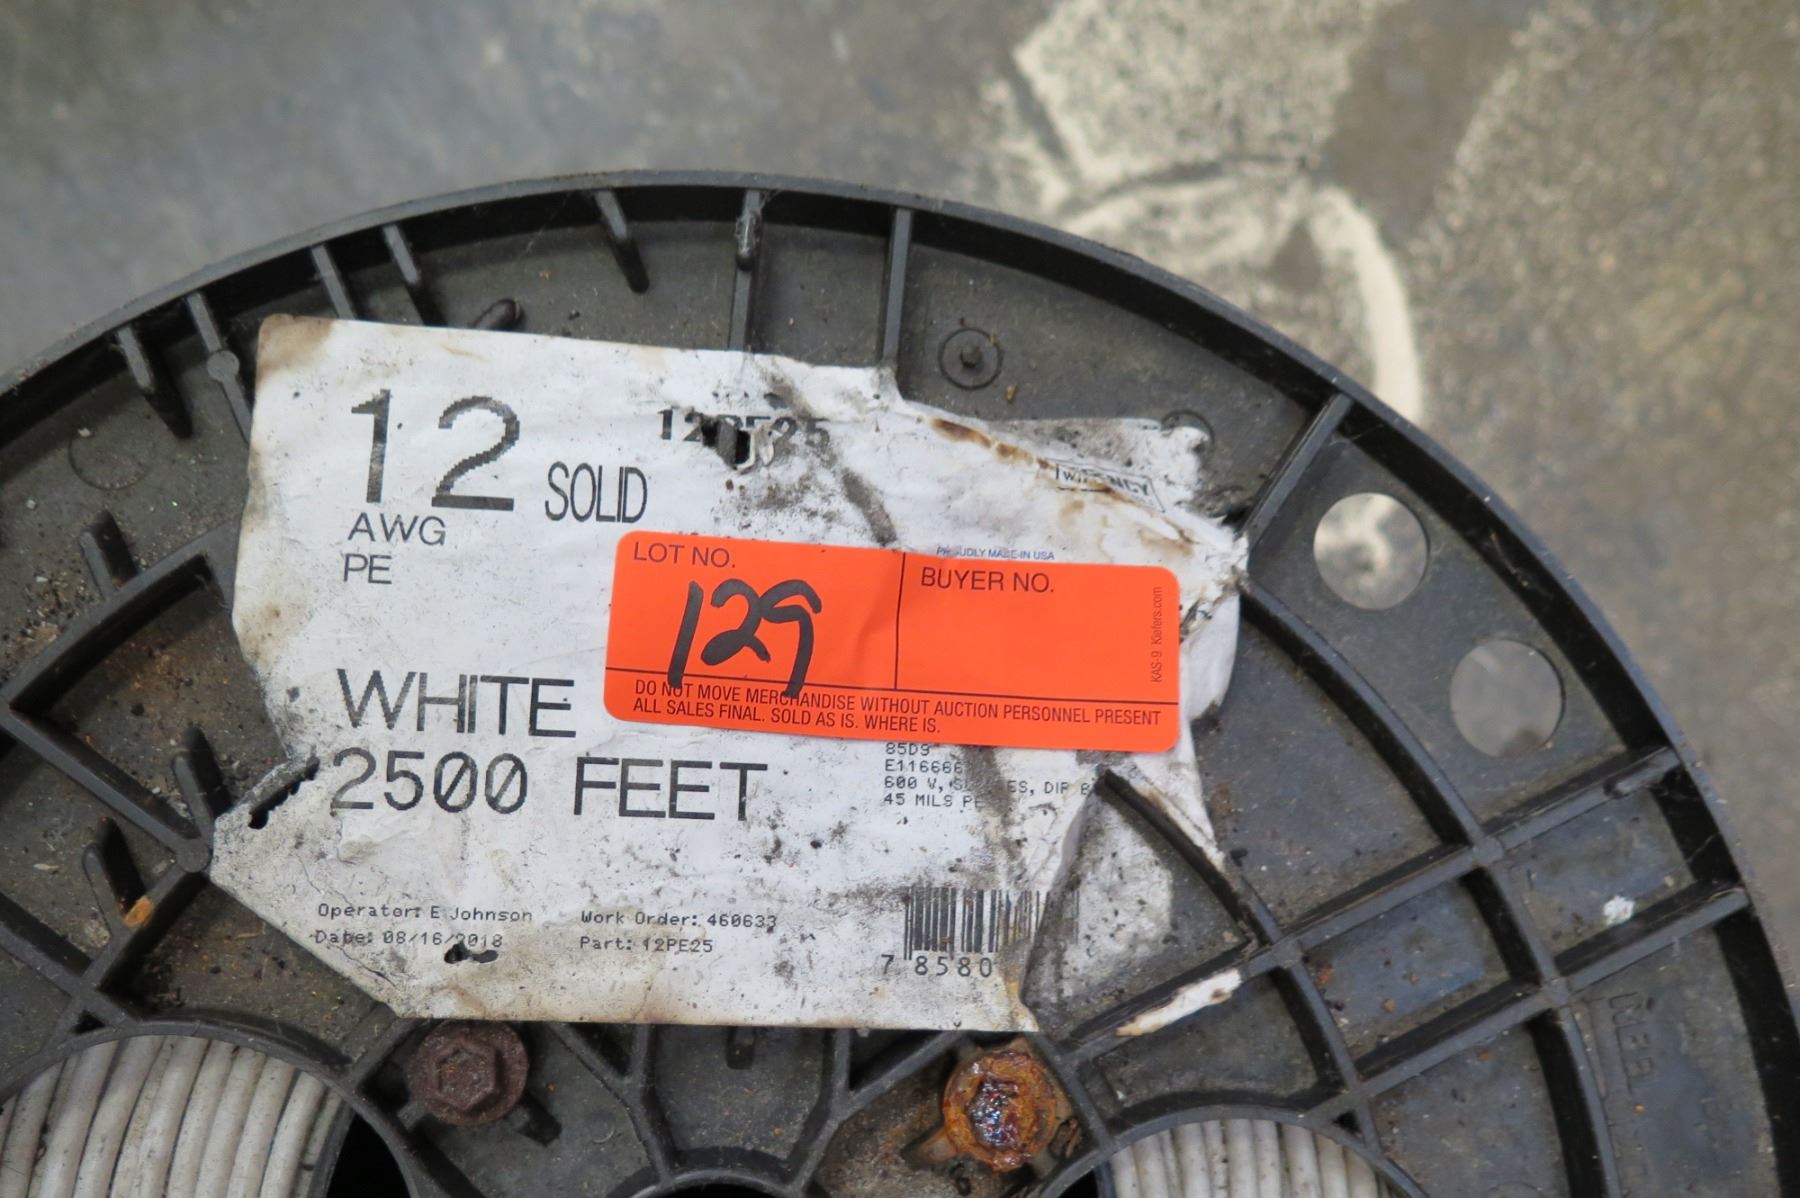 12 SOLID
AWG
PE
PROUDLY MADE IN USA
LOT NO.
129
BUYER NO.
KAS-9 Kiefers.com
DO NOT MOVE MERCHANDISE WITHOUT AUCTION PERSONNEL PRESENT
ALL SALES FINAL. SOLD AS IS. WHERE IS.
WHITE
2500 FEET
85D9
E116666
600 V,
45 MILS
Operator: E Johnson
Date: 08/16/2018
Work Order: 460633
Part: 12PE25
7 8580